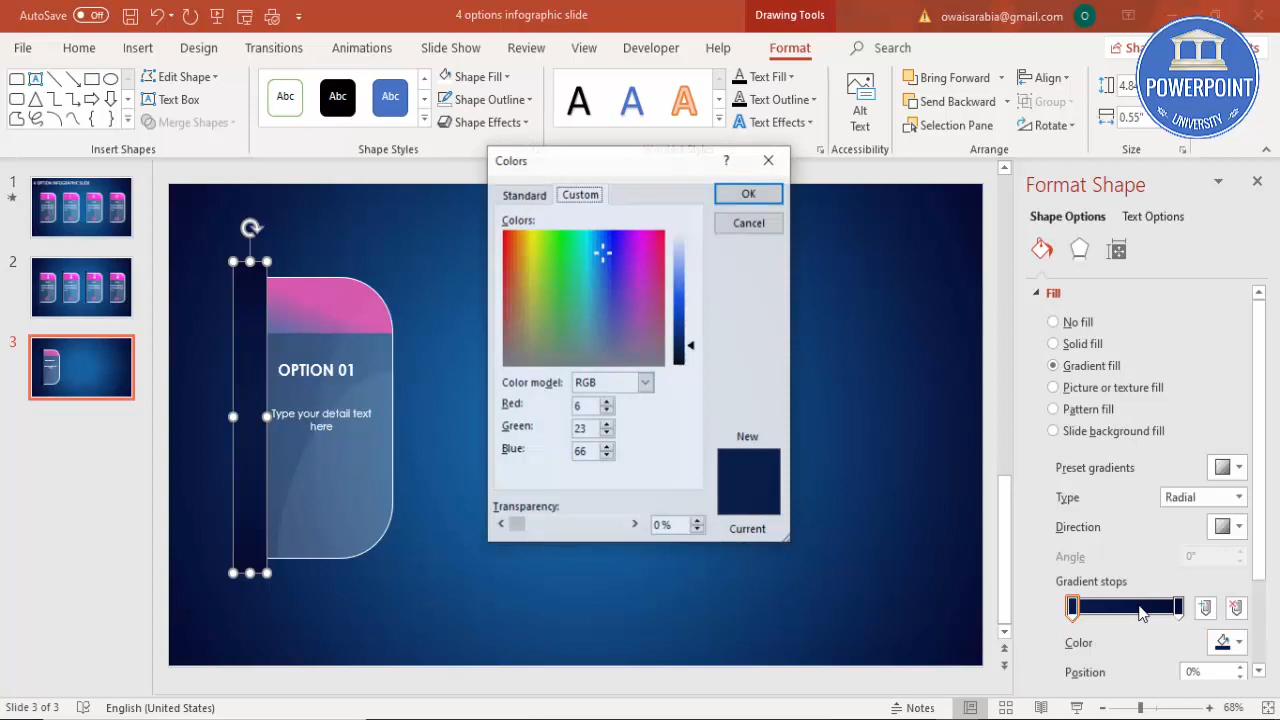 AutoSave Off
4 options infographic slide
Drawing Tools
owaisarabia@gmail.com
O
File Home Insert Design Transitions Animations Slide Show Review View Developer Help Format Search
Edit Shape
Text Box
Merge Shapes
Insert Shapes
Abc Abc Abc
Shape Fill
Shape Outline
Shape Effects
Shape Styles
A A A
Text Fill
Text Outline
Text Effects
Alt
Text
Accessibility
Bring Forward
Send Backward
Selection Pane
Align
Group
Rotate
Arrange
0.55"
Size
POWERPOINT
UNIVERSITY
1
2
3
OPTION 01
Type your detail text
here
Colors
?
Standard Custom
OK
Cancel
Colors:
Color model: RGB
Red: 6
Green: 23
Blue: 66
New
Current
Transparency:
0 %
Format Shape
Shape Options Text Options
Fill
No fill
Solid fill
Gradient fill
Picture or texture fill
Pattern fill
Slide background fill
Preset gradients
Type Radial
Direction
Angle 0°
Gradient stops
Color
Position 0%
Slide 3 of 3 English (United States)
Notes
68%